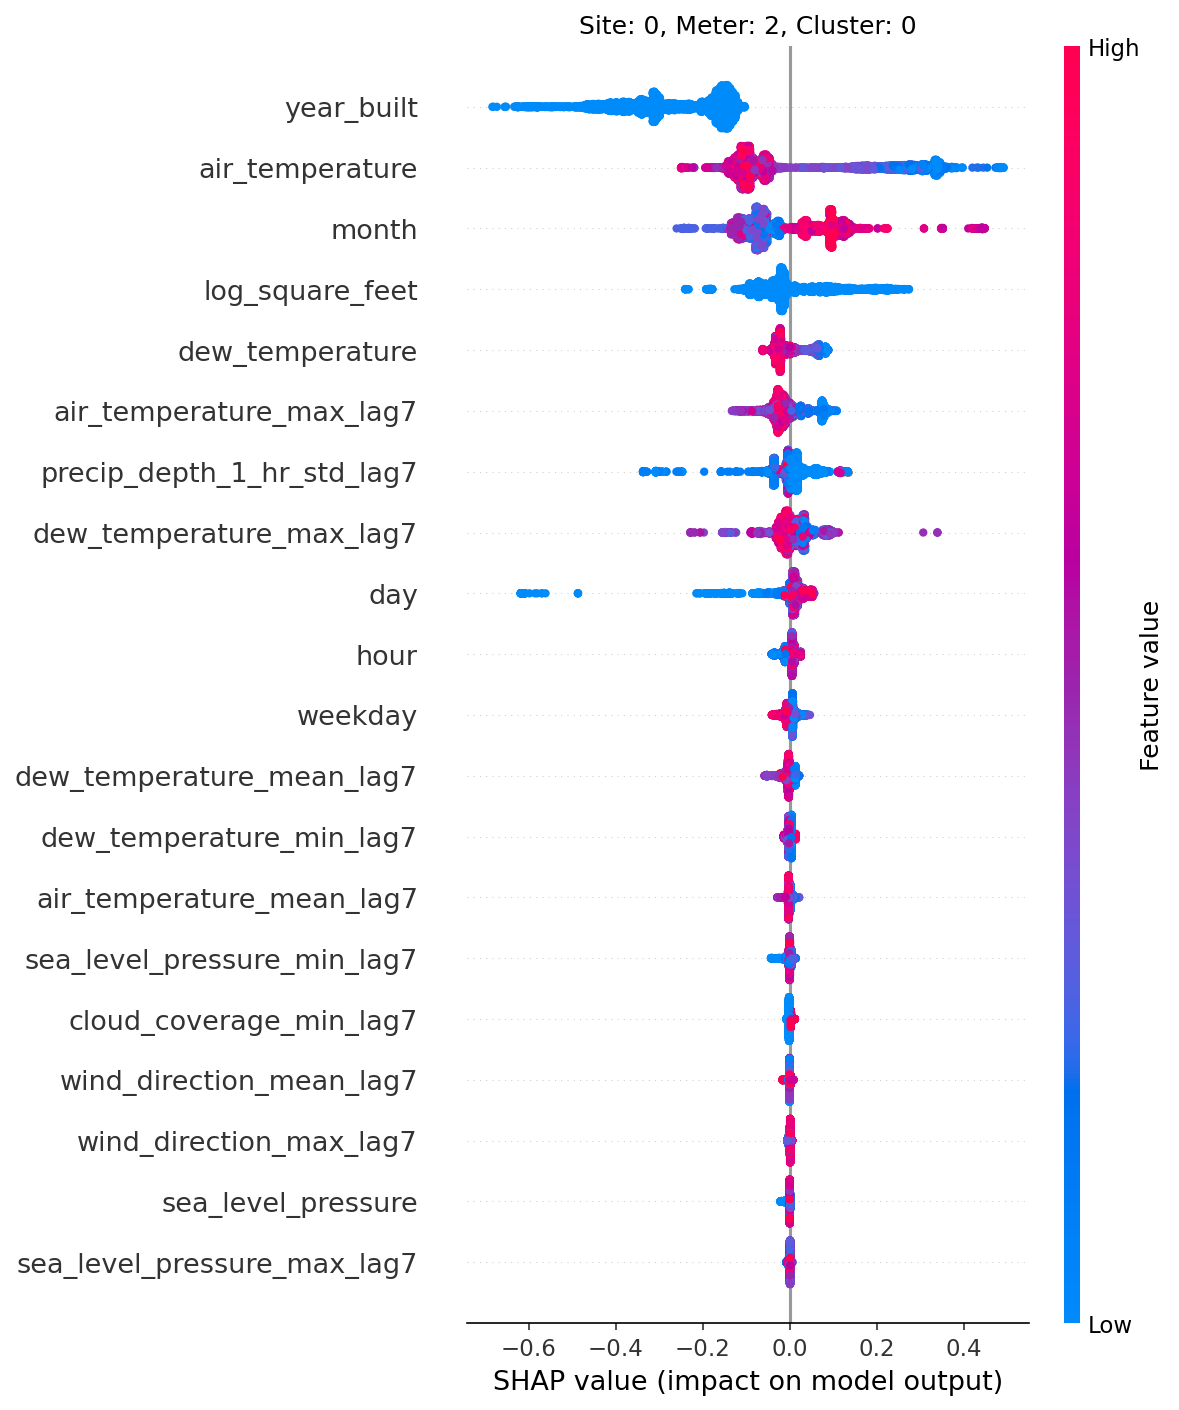 Site: 0, Meter: 2, Cluster: 0
High
year_built
air_temperature
month
log_square_feet
dew_temperature
air_temperature_max_lag7
precip_depth_1_hr_std_lag7
dew_temperature_max_lag7
day
hour
weekday
dew_temperature_mean_lag7
dew_temperature_min_lag7
air_temperature_mean_lag7
sea_level_pressure_min_lag7
cloud_coverage_min_lag7
wind_direction_mean_lag7
wind_direction_max_lag7
sea_level_pressure
sea_level_pressure_max_lag7
Feature value
Low
−0.6 −0.4 −0.2 0.0 0.2 0.4
SHAP value (impact on model output)